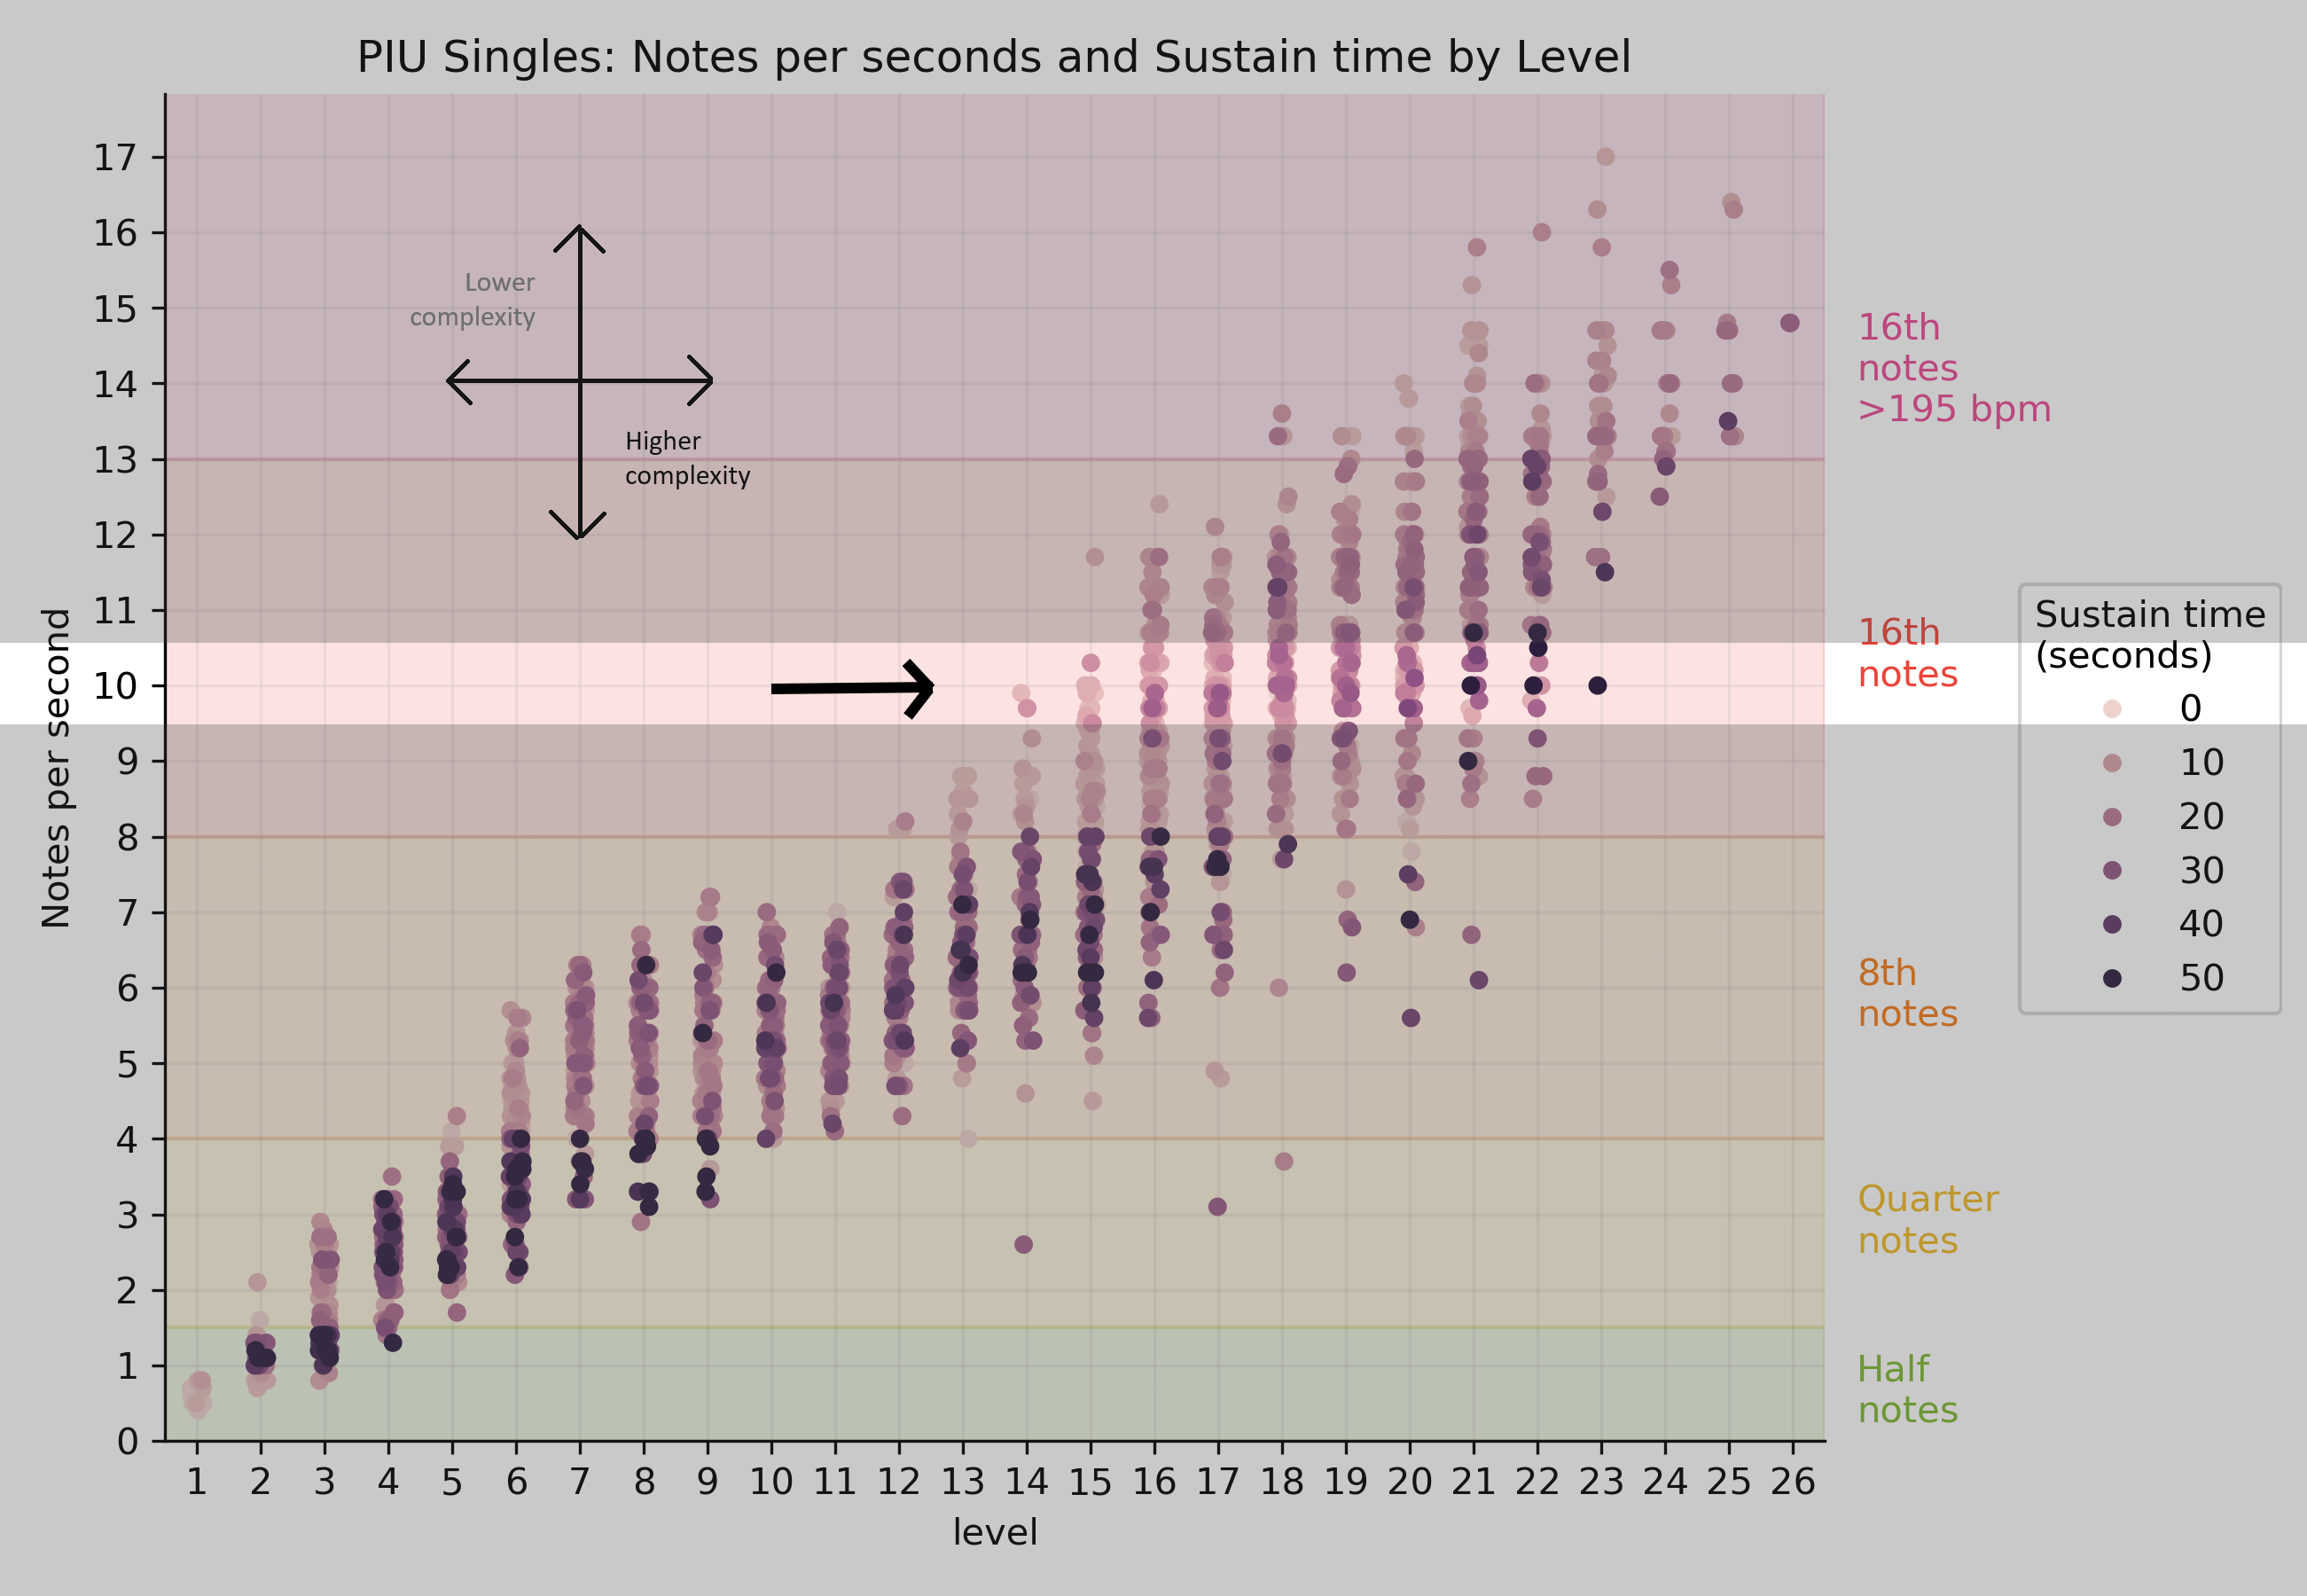 PIU Singles: Notes per seconds and Sustain time by Level
Notes per second
17
16
15
14
13
12
11
10
9
8
7
6
5
4
3
2
1
0
Lower
complexity
Higher
complexity
1 2 3 4 5 6 7 8 9 10 11 12 13 14 15 16 17 18 19 20 21 22 23 24 25 26
level
16th
notes
>195 bpm
16th
notes
8th
notes
Quarter
notes
Half
notes
Sustain time
(seconds)
0
10
20
30
40
50